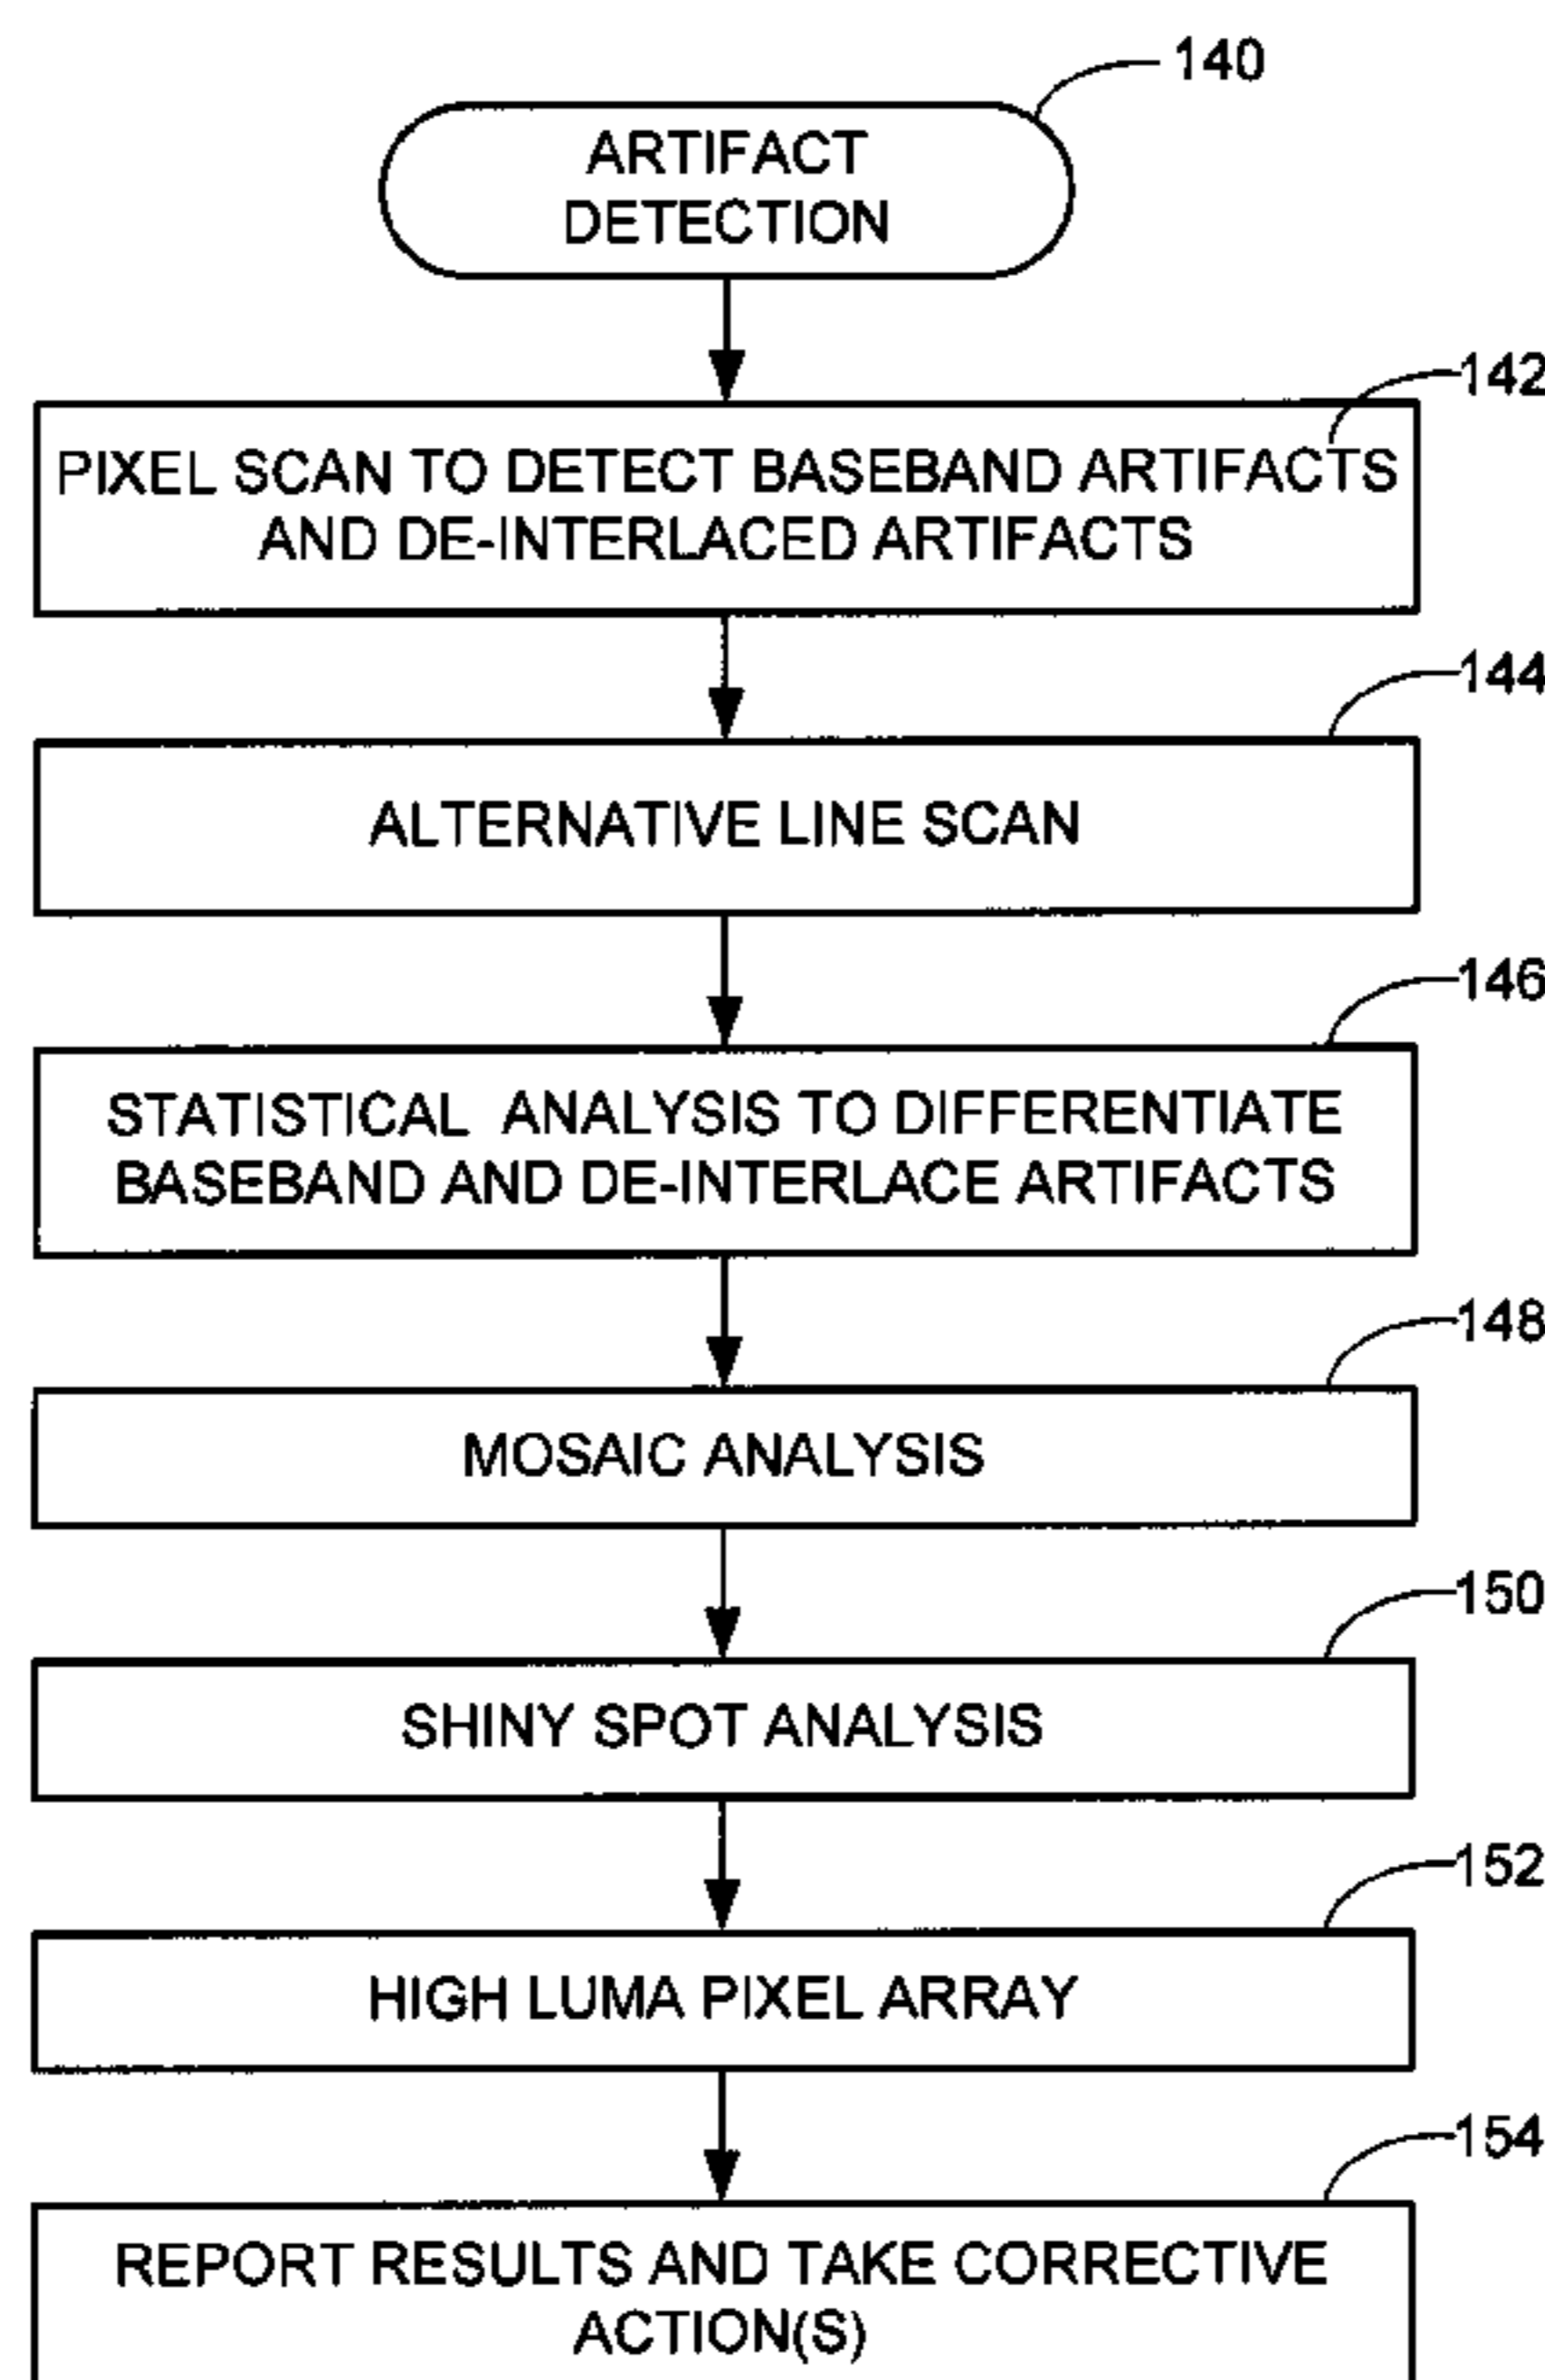 140
ARTIFACT
DETECTION
142
PIXEL SCAN TO DETECT BASEBAND ARTIFACTS
AND DE-INTERLACED ARTIFACTS
144
ALTERNATIVE LINE SCAN
146
STATISTICAL ANALYSIS TO DIFFERENTIATE
BASEBAND AND DE-INTERLACE ARTIFACTS
148
MOSAIC ANALYSIS
150
SHINY SPOT ANALYSIS
152
HIGH LUMA PIXEL ARRAY
154
REPORT RESULTS AND TAKE CORRECTIVE
ACTION(S)